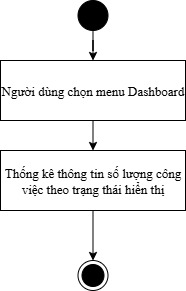 Người dùng chọn menu Dashboard
Thống kê thông tin số lượng công
việc theo trạng thái hiển thị